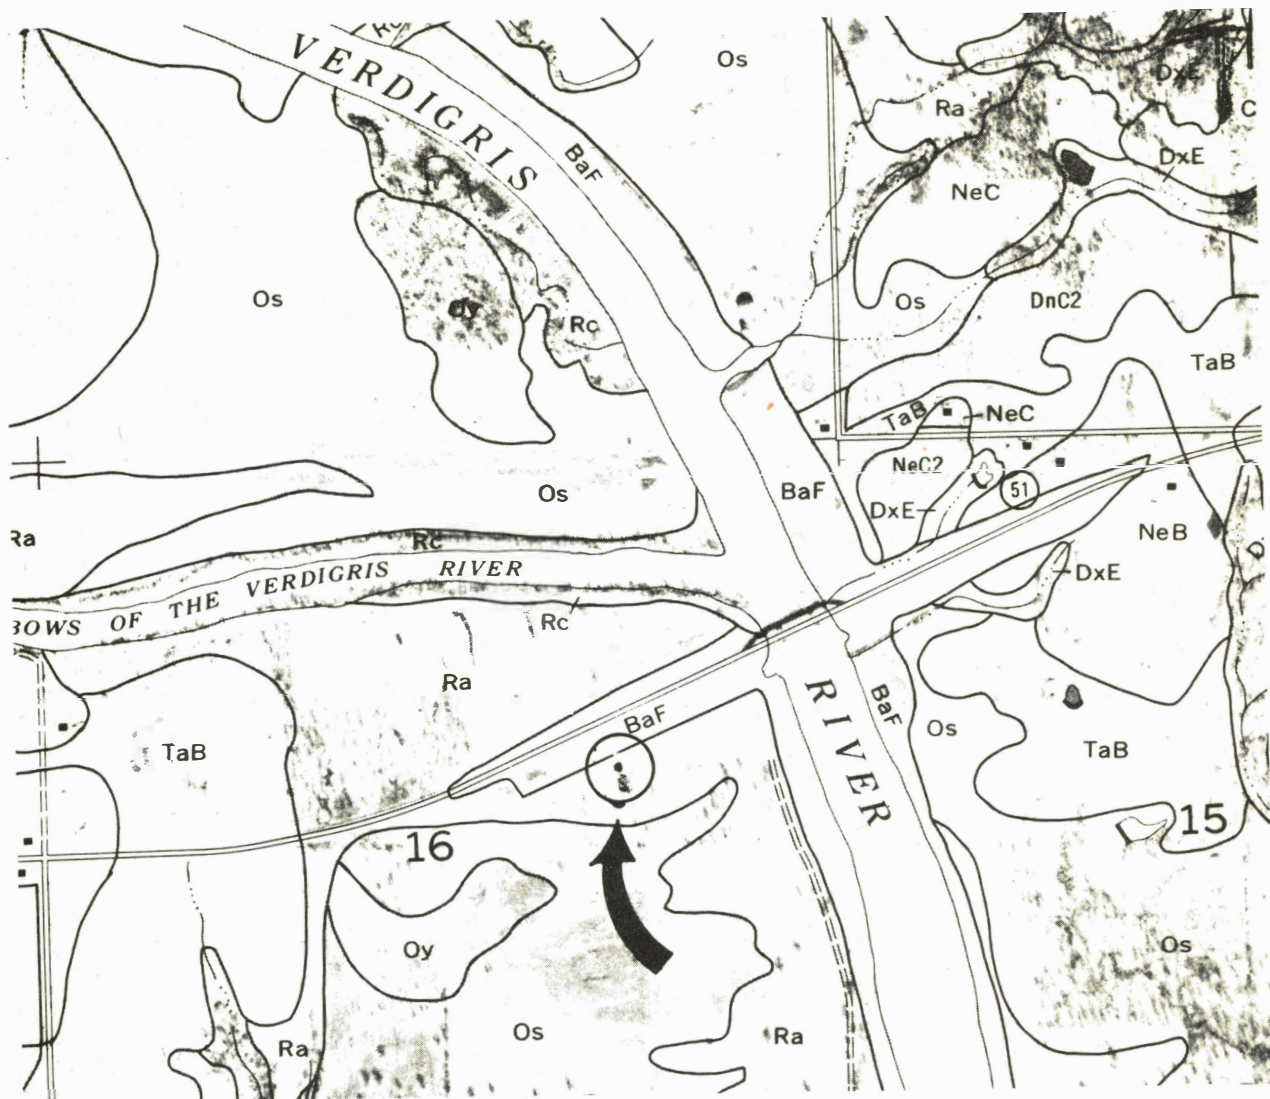 VERDIGRIS
Os
DxE
Ra
C
BaF
DxE
NeC
Os
Oy
Os
DnC2
Rc
TaB
TaB
NeC
NeC2
Os
BaF
51
DxE
NeB
Ra
Rc
DxE
BOWS OF THE VERDIGRIS RIVER
Rc
Ra
RIVER
BaF
BaF
Os
TaB
TaB
16
15
Oy
Os
Os
Ra
Ra